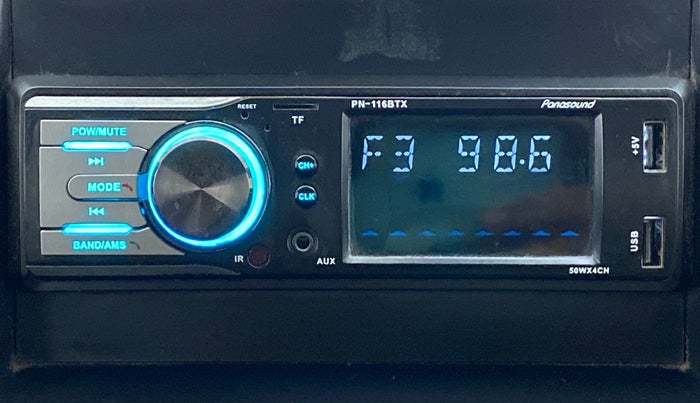 RESET
TF
PN-116BTX
Panasound
POW/MUTE
MODE
BAND/AMS
CH+
CLK
IR
AUX
F3 98.6
+5V
USB
50WX4CH